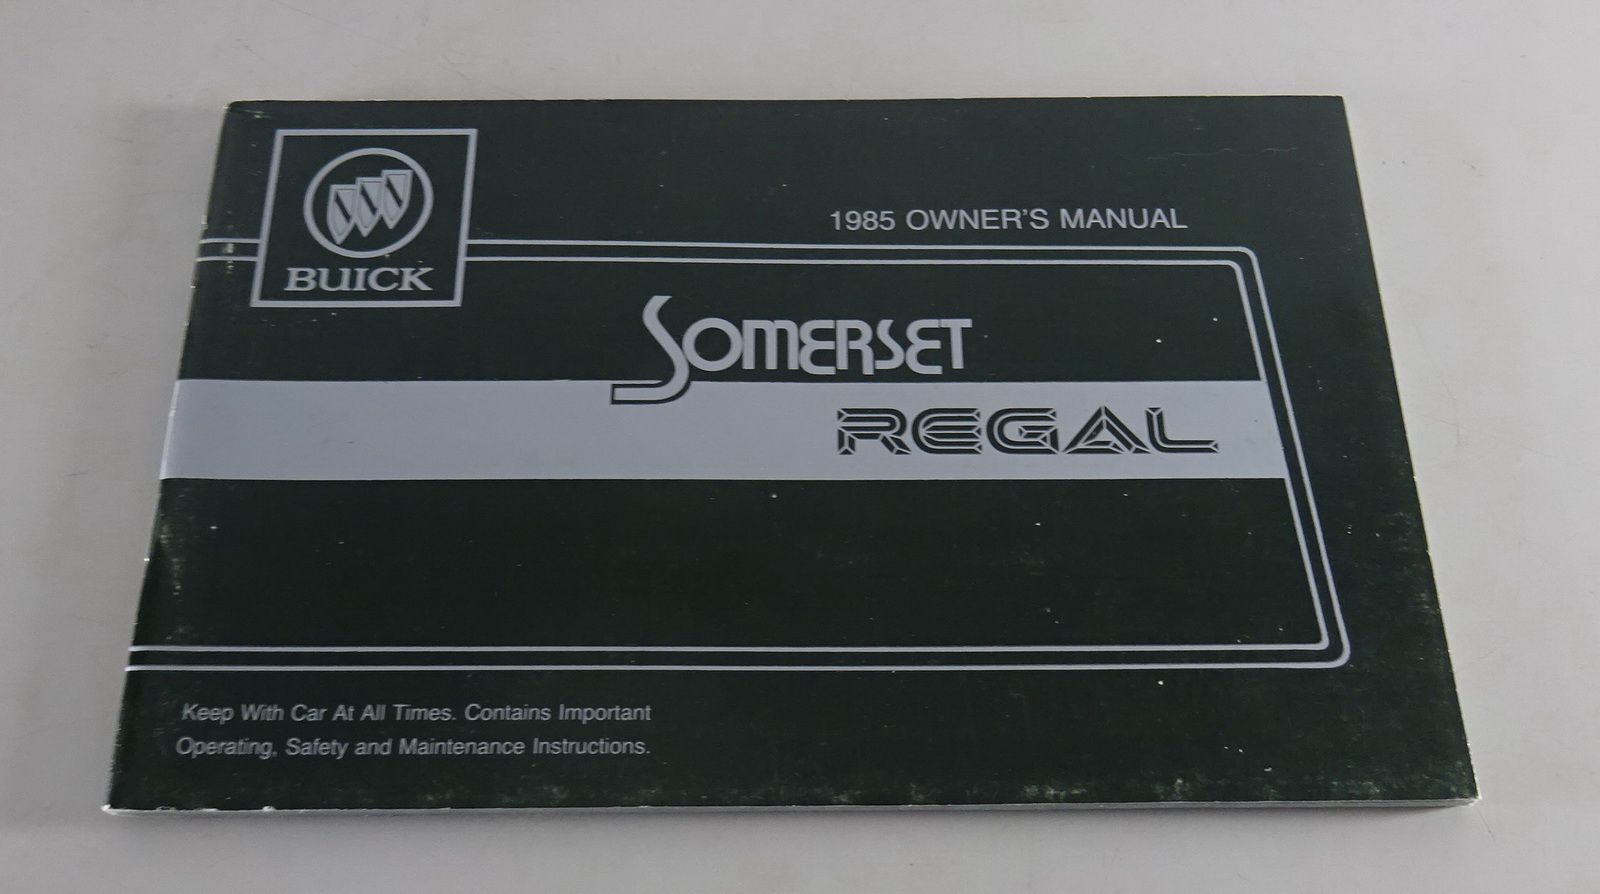 BUICK
1985 OWNER'S MANUAL
SOMERSET
REGAL
Keep With Car At All Times. Contains Important
Operating, Safety and Maintenance Instructions.